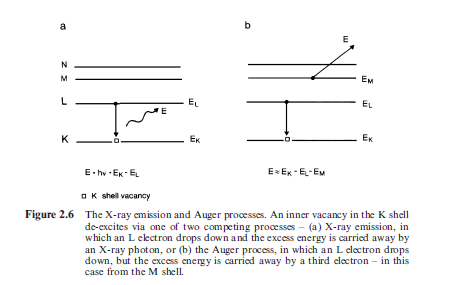 a
b
E
N
M
EM
L
EL
E
EL
K
EK
EK
E = hν = EK - EL
E ≈ EK - EL - EM
K shell vacancy
Figure 2.6 The X-ray emission and Auger processes. An inner vacancy in the K shell
de-excites via one of two competing processes – (a) X-ray emission, in
which an L electron drops down and the excess energy is carried away by
an X-ray photon, or (b) the Auger process, in which an L electron drops
down, but the excess energy is carried away by a third electron – in this
case from the M shell.